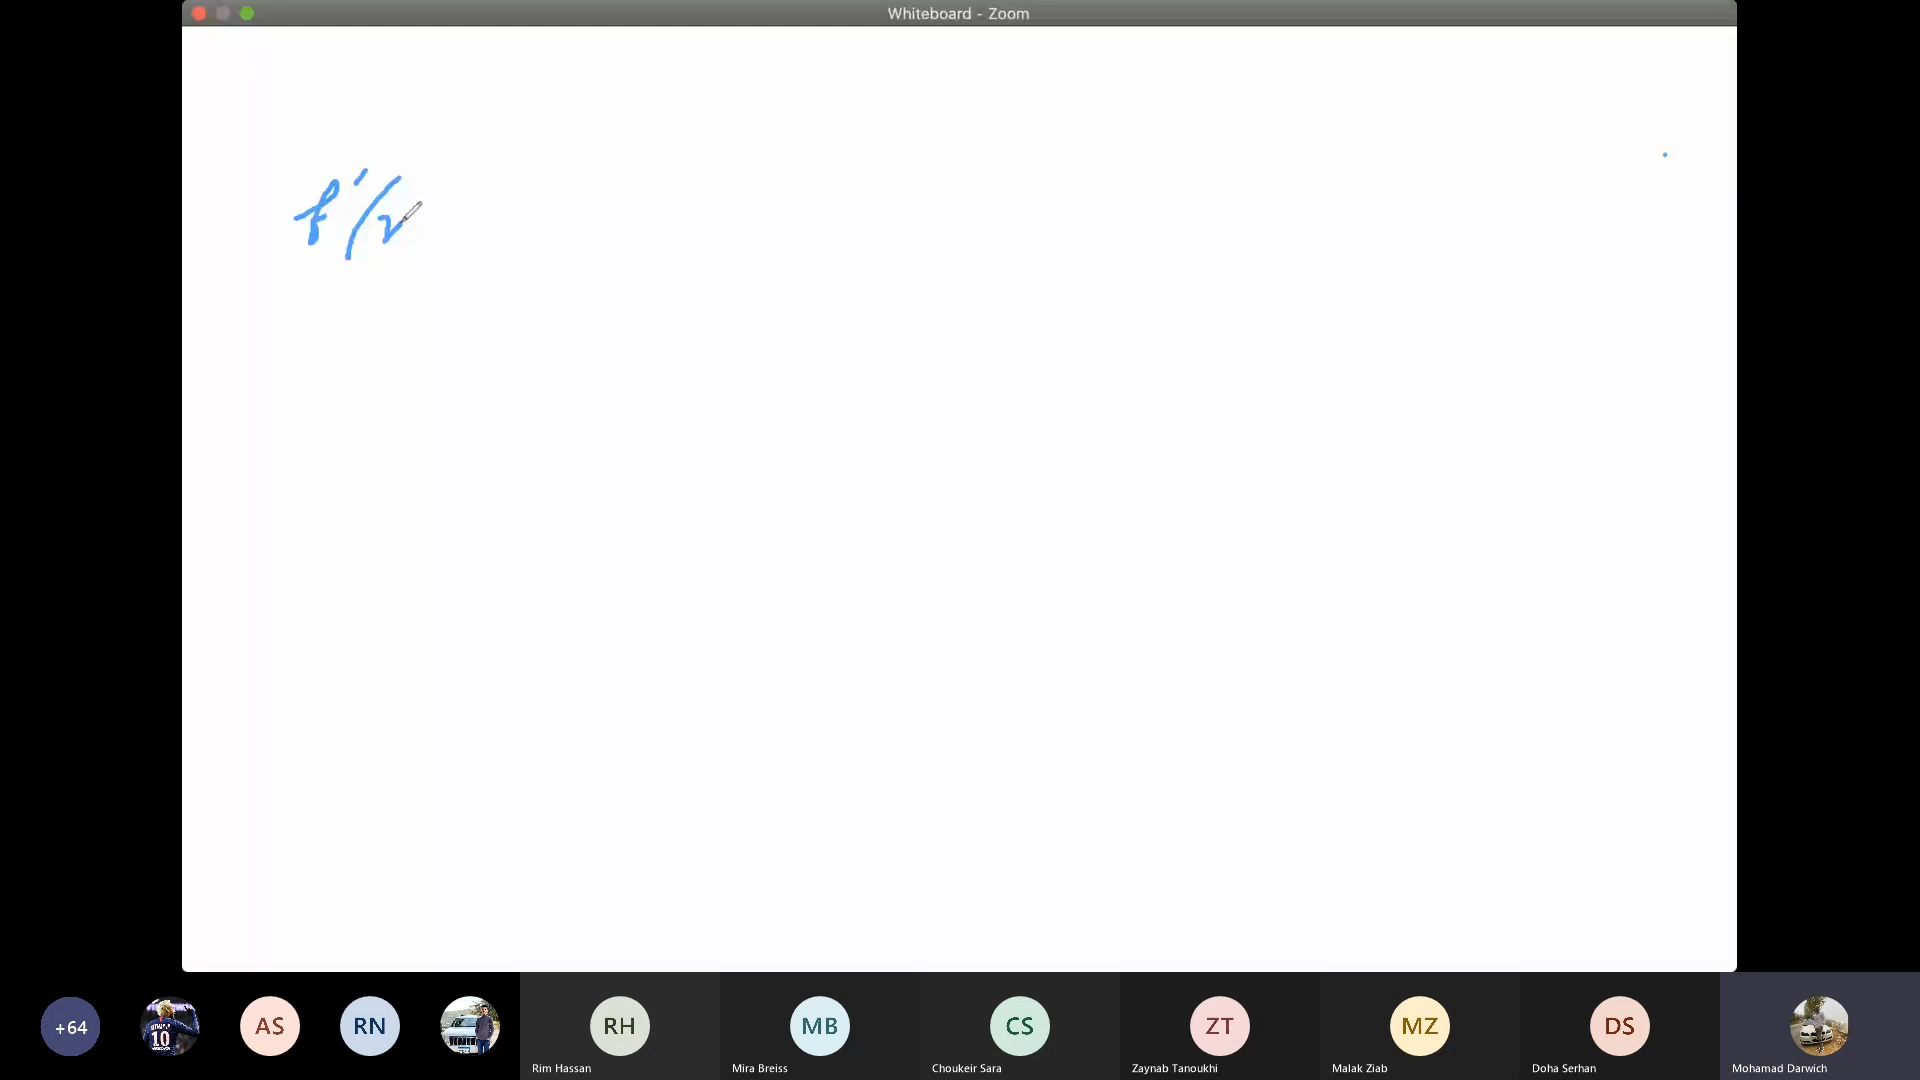 Whiteboard - Zoom
f'(x
+64
10
AS
RN
RH
MB
CS
ZT
MZ
DS
Rim Hassan
Mira Breiss
Choukeir Sara
Zaynab Tanoukhi
Malak Ziab
Doha Serhan
Mohamad Darwich